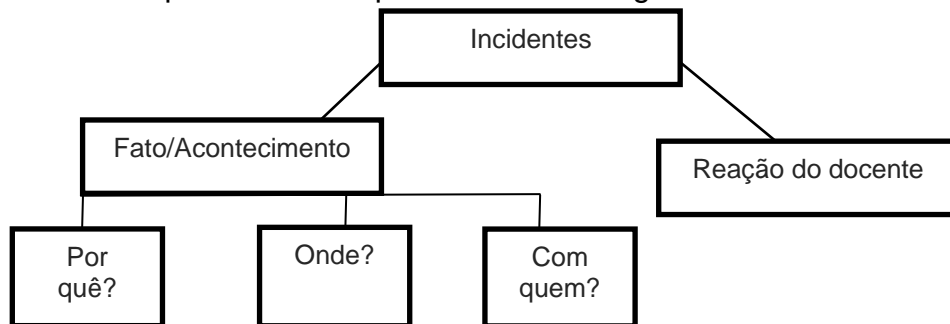 Incidentes
Fato/Acontecimento
Reação do docente
Por
quê?
Onde?
Com
quem?